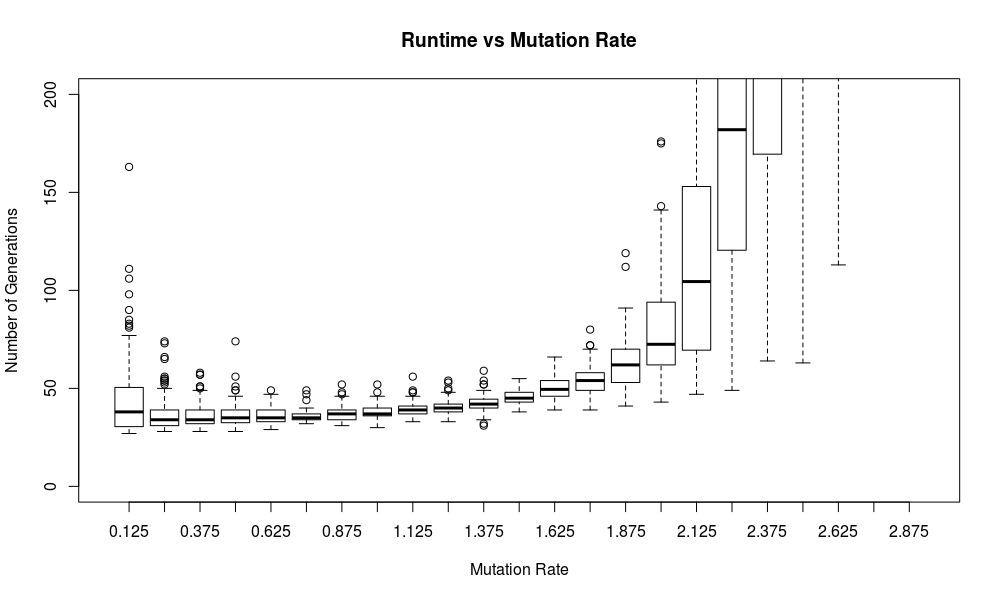 Runtime vs Mutation Rate
Number of Generations
200
150
100
50
0
0.125 0.375 0.625 0.875 1.125 1.375 1.625 1.875 2.125 2.375 2.625 2.875
Mutation Rate